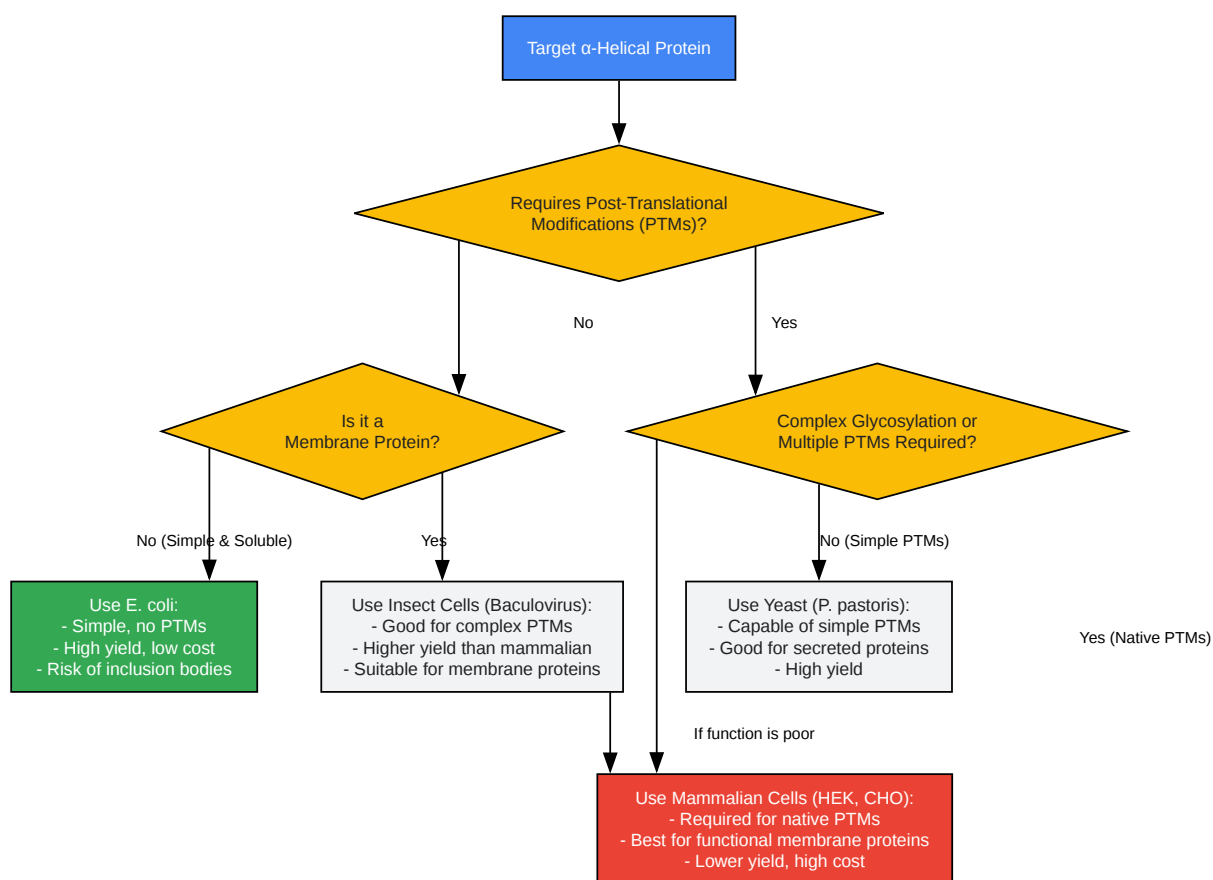 Target α-Helical Protein
Requires Post-Translational
Modifications (PTMs)?
No
Yes
Is it a
Membrane Protein?
Complex Glycosylation or
Multiple PTMs Required?
No (Simple & Soluble)
Yes
No (Simple PTMs)
Use E. coli:
- Simple, no PTMs
- High yield, low cost
- Risk of inclusion bodies
Use Insect Cells (Baculovirus):
- Good for complex PTMs
- Higher yield than mammalian
- Suitable for membrane proteins
Use Yeast (P. pastoris):
- Capable of simple PTMs
- Good for secreted proteins
- High yield
Yes (Native PTMs)
If function is poor
Use Mammalian Cells (HEK, CHO):
- Required for native PTMs
- Best for functional membrane proteins
- Lower yield, high cost